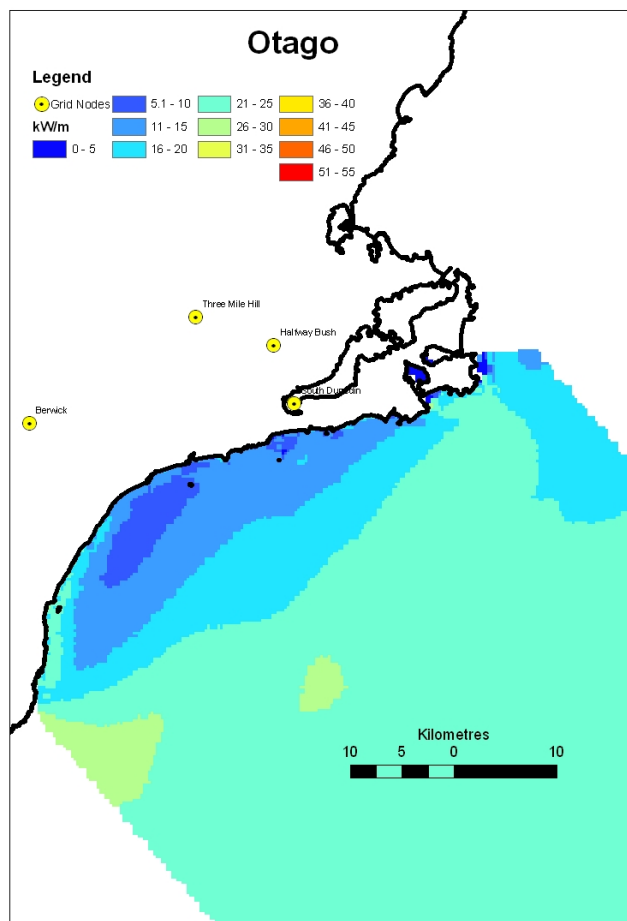 Otago
Legend
Grid Nodes
kW/m
0 - 5
5.1 - 10
11 - 15
16 - 20
21 - 25
26 - 30
31 - 35
36 - 40
41 - 45
46 - 50
51 - 55
Three Mile Hill
Halfway Bush
South Dunedin
Berwick
Kilometres
10 5 0 10